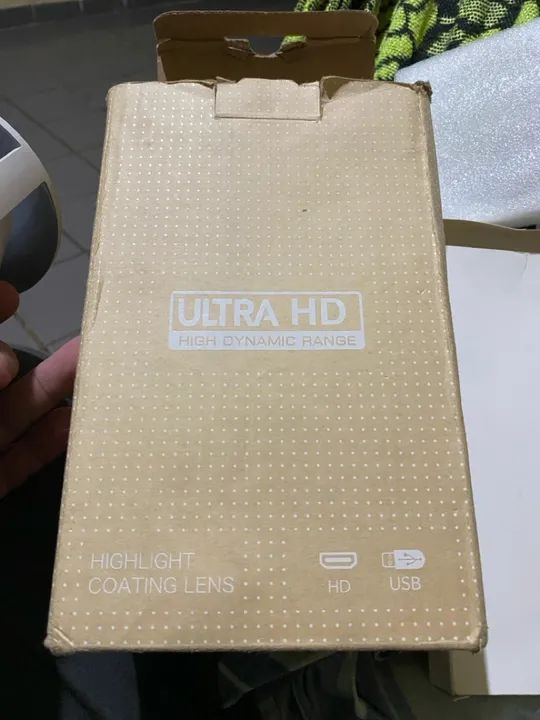 ULTRA HD
HIGH DYNAMIC RANGE
HIGHLIGHT
COATING LENS
HD
USB